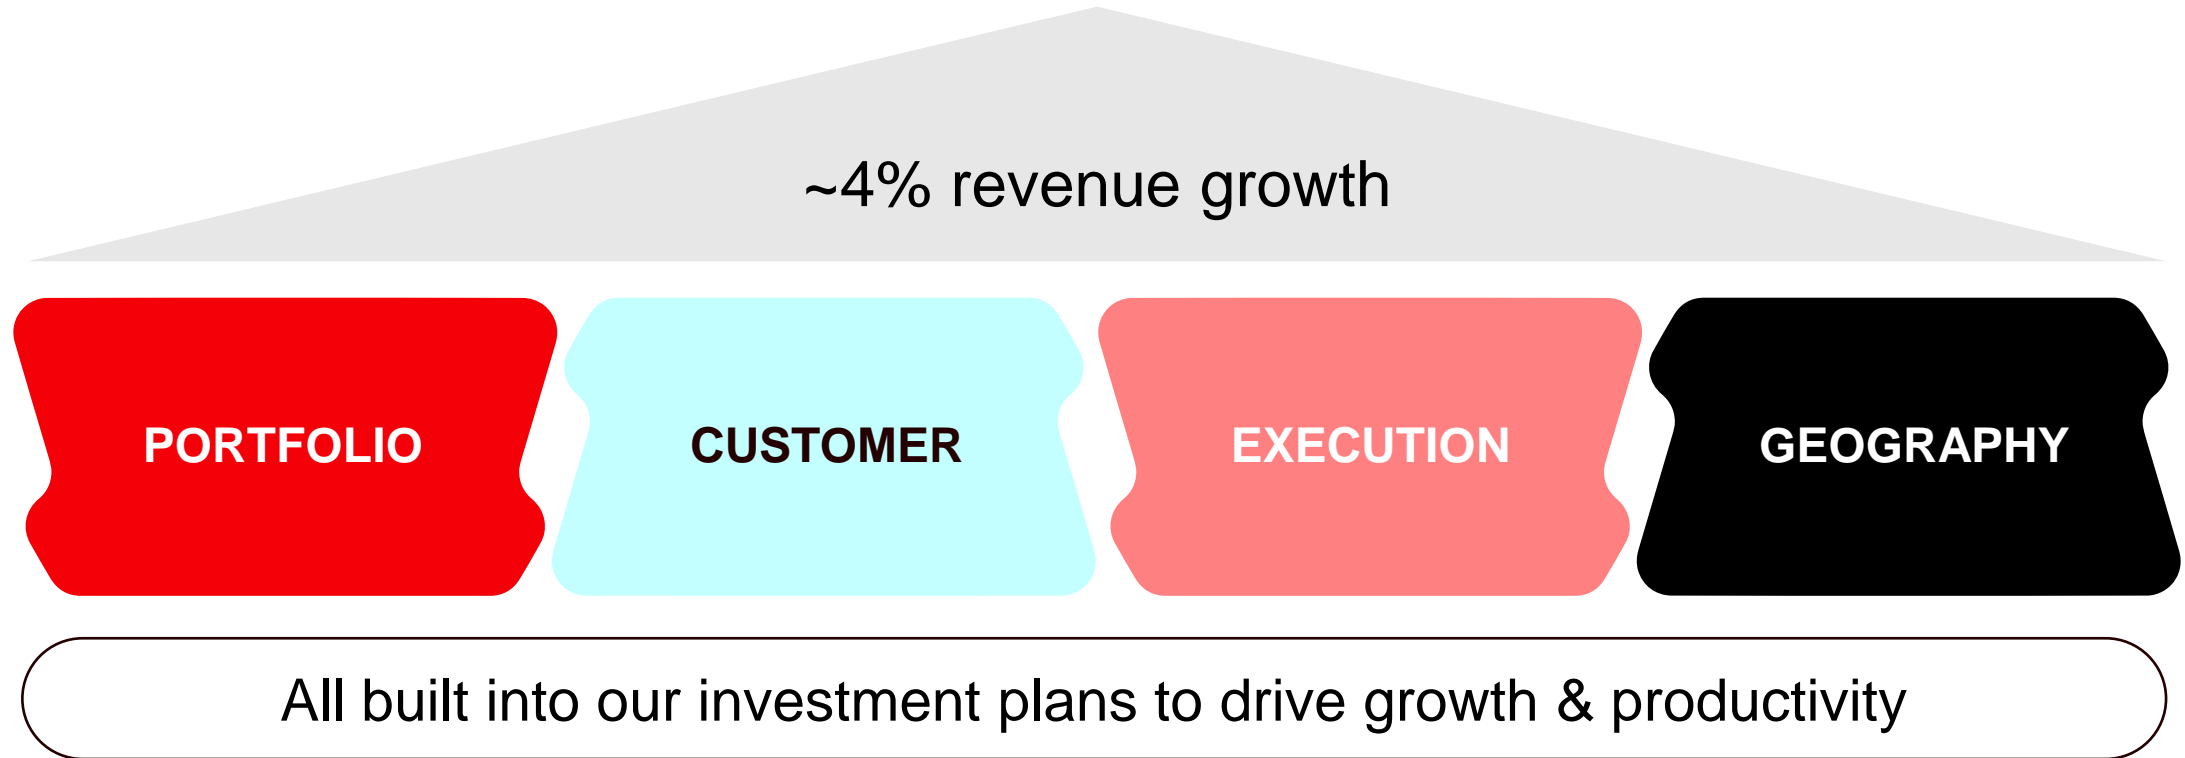 ~4% revenue growth
PORTFOLIO
CUSTOMER
EXECUTION
GEOGRAPHY
All built into our investment plans to drive growth & productivity